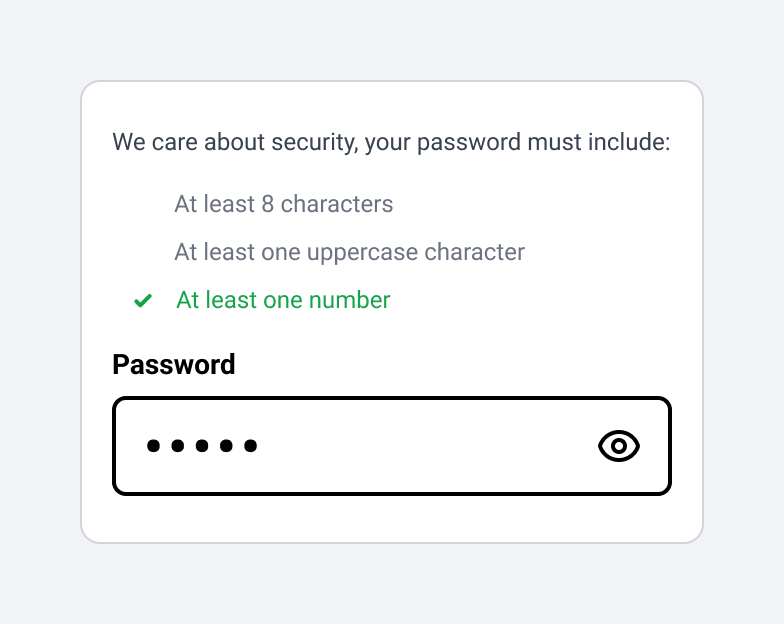 We care about security, your password must include:
At least 8 characters
At least one uppercase character
At least one number
Password
•••••